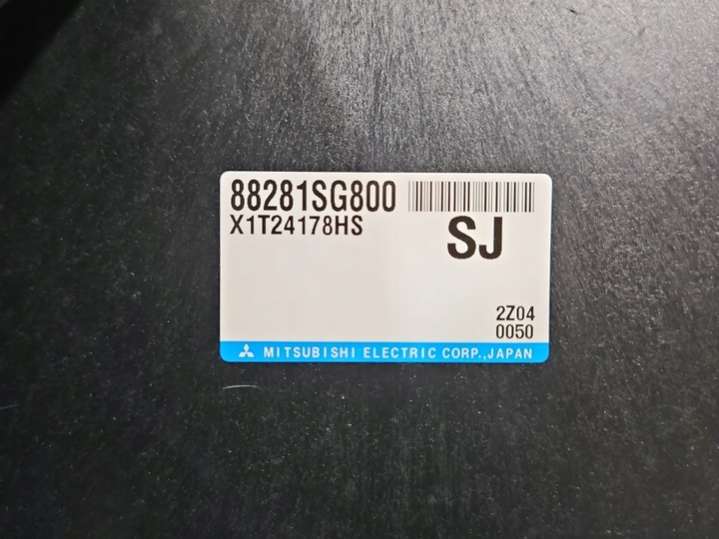 88281SG800
X1T24178HS
SJ
2Z04
0050
MITSUBISHI ELECTRIC CORP.,JAPAN